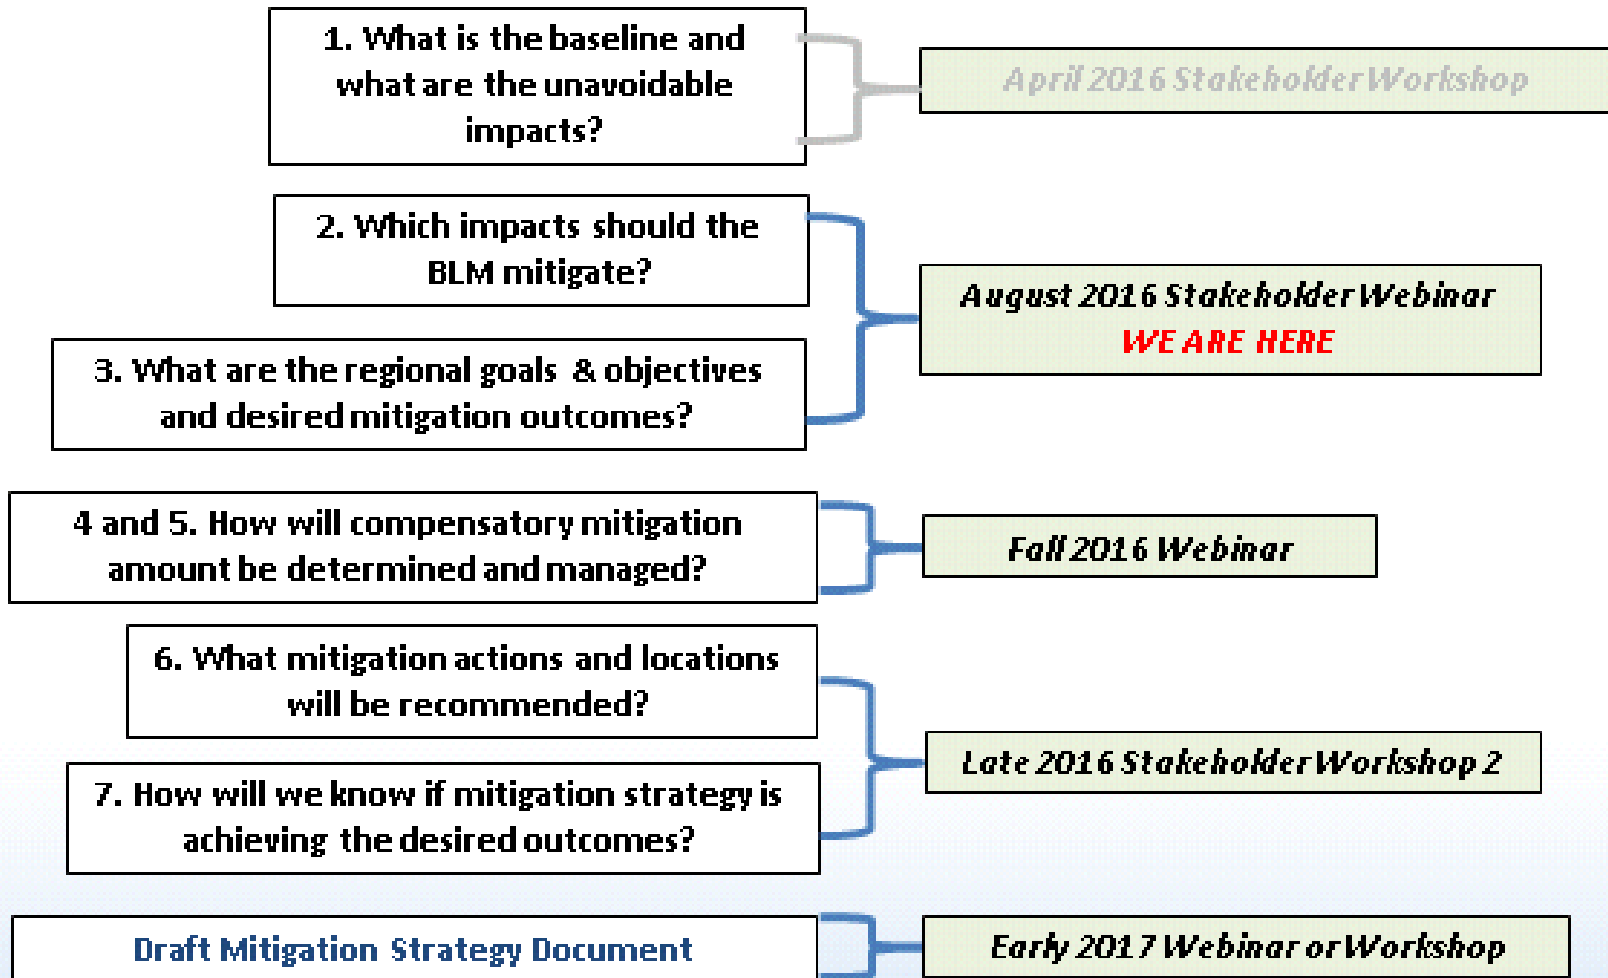 1. What is the baseline and
what are the unavoidable
impacts?
April 2016 Stakeholder Workshop
2. Which impacts should the
BLM mitigate?
3. What are the regional goals & objectives
and desired mitigation outcomes?
August 2016 Stakeholder Webinar
WE ARE HERE
4 and 5. How will compensatory mitigation
amount be determined and managed?
Fall 2016 Webinar
6. What mitigation actions and locations
will be recommended?
7. How will we know if mitigation strategy is
achieving the desired outcomes?
Late 2016 Stakeholder Workshop 2
Draft Mitigation Strategy Document
Early 2017 Webinar or Workshop